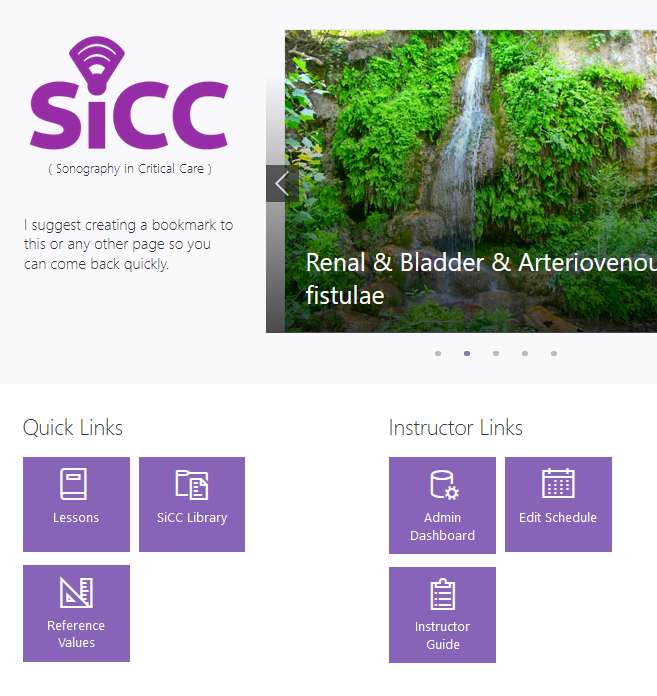 SiCC
( Sonography in Critical Care )
I suggest creating a bookmark to
this or any other page so you
can come back quickly.
Renal & Bladder & Arteriovenou
fistulae
Quick Links
Lessons
SiCC Library
Reference
Values
Instructor Links
Admin
Dashboard
Edit Schedule
Instructor
Guide